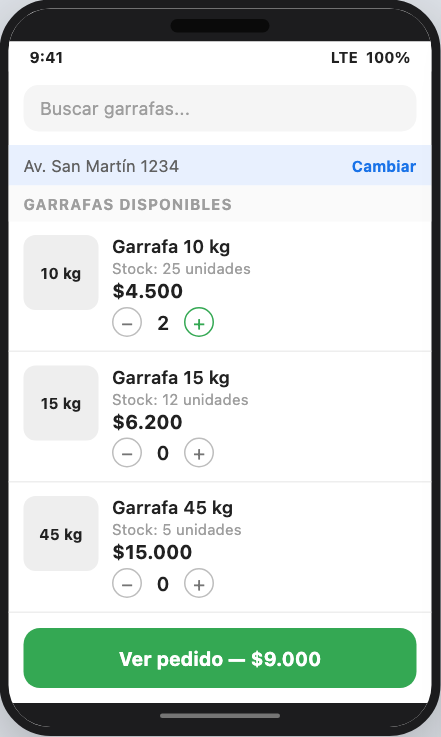 9:41 LTE 100%
Buscar garrafas...
Av. San Martín 1234 Cambiar
GARRAFAS DISPONIBLES
10 kg
Garrafa 10 kg
Stock: 25 unidades
$4.500
− 2 +
15 kg
Garrafa 15 kg
Stock: 12 unidades
$6.200
− 0 +
45 kg
Garrafa 45 kg
Stock: 5 unidades
$15.000
− 0 +
Ver pedido — $9.000